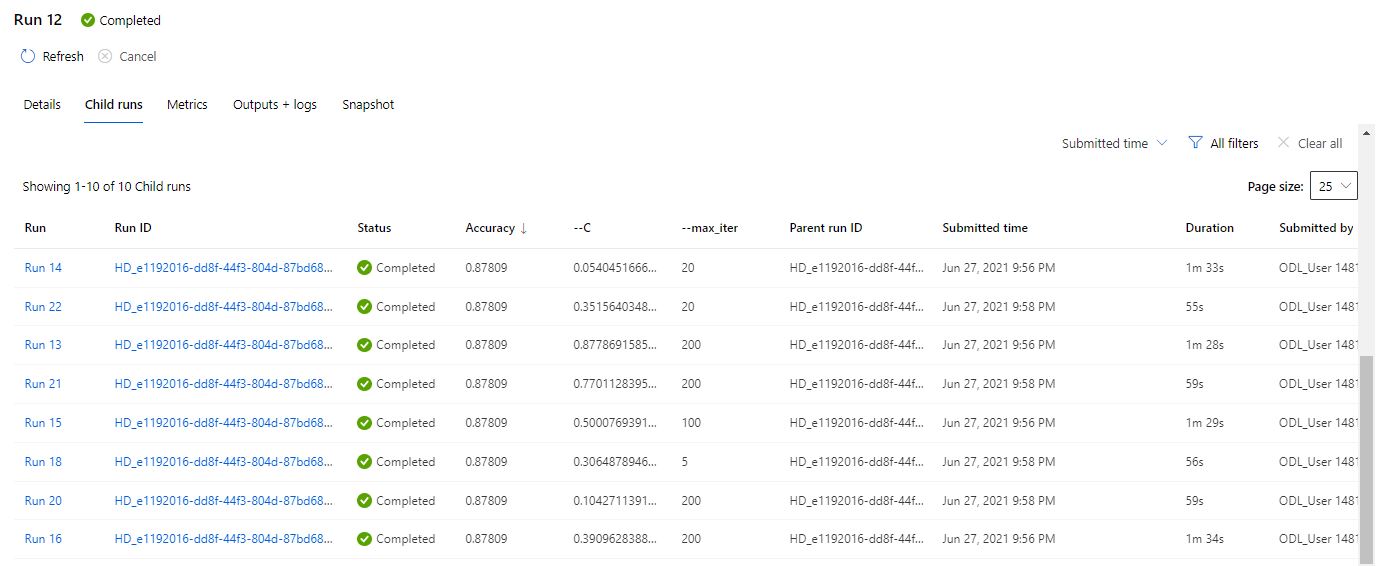 Run 12 Completed
Refresh Cancel
Details Child runs Metrics Outputs + logs Snapshot
Submitted time All filters Clear all
Showing 1-10 of 10 Child runs Page size: 25
Run Run ID Status Accuracy ↓ --C --max_iter Parent run ID Submitted time Duration Submitted by
Run 14 HD_e1192016-dd8f-44f3-804d-87bd68... Completed 0.87809 0.0540451666... 20 HD_e1192016-dd8f-44f... Jun 27, 2021 9:56 PM 1m 33s ODL_User 1481
Run 22 HD_e1192016-dd8f-44f3-804d-87bd68... Completed 0.87809 0.3515640348... 20 HD_e1192016-dd8f-44f... Jun 27, 2021 9:58 PM 55s ODL_User 1481
Run 13 HD_e1192016-dd8f-44f3-804d-87bd68... Completed 0.87809 0.8778691585... 200 HD_e1192016-dd8f-44f... Jun 27, 2021 9:56 PM 1m 28s ODL_User 1481
Run 21 HD_e1192016-dd8f-44f3-804d-87bd68... Completed 0.87809 0.7701128395... 200 HD_e1192016-dd8f-44f... Jun 27, 2021 9:58 PM 59s ODL_User 1481
Run 15 HD_e1192016-dd8f-44f3-804d-87bd68... Completed 0.87809 0.5000769391... 100 HD_e1192016-dd8f-44f... Jun 27, 2021 9:56 PM 1m 29s ODL_User 1481
Run 18 HD_e1192016-dd8f-44f3-804d-87bd68... Completed 0.87809 0.3064878946... 5 HD_e1192016-dd8f-44f... Jun 27, 2021 9:58 PM 56s ODL_User 1481
Run 20 HD_e1192016-dd8f-44f3-804d-87bd68... Completed 0.87809 0.1042711391... 200 HD_e1192016-dd8f-44f... Jun 27, 2021 9:58 PM 59s ODL_User 1481
Run 16 HD_e1192016-dd8f-44f3-804d-87bd68... Completed 0.87809 0.3909628388... 200 HD_e1192016-dd8f-44f... Jun 27, 2021 9:56 PM 1m 34s ODL_User 1481